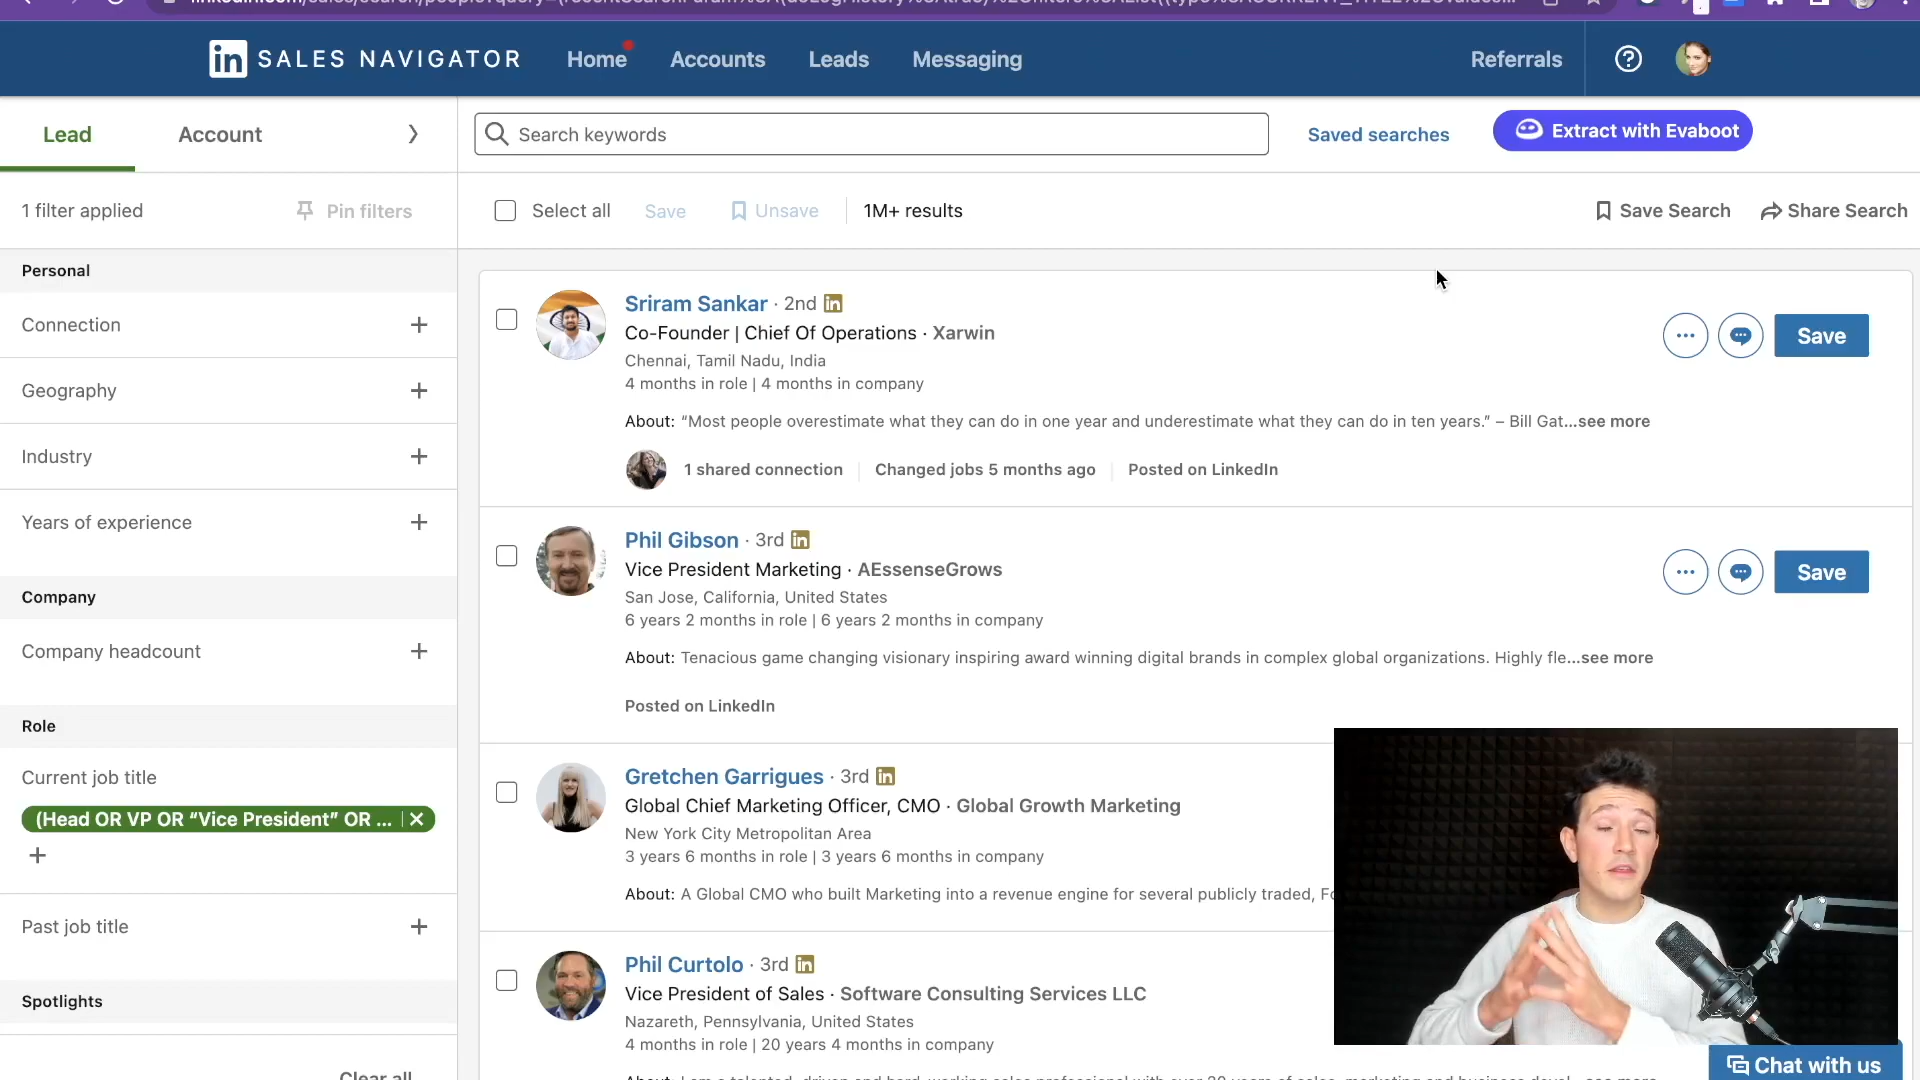 in SALES NAVIGATOR
Home
Accounts
Leads
Messaging
Referrals
Lead
Account
Search keywords
Saved searches
Extract with Evaboot
1 filter applied
Pin filters
Select all
Save
Unsave
1M+ results
Save Search
Share Search
Personal
Connection
Geography
Industry
Years of experience
Company
Company headcount
Role
Current job title
(Head OR VP OR “Vice President” OR ...
Past job title
Spotlights
Clear all
Sriram Sankar · 2nd in
Co-Founder | Chief Of Operations · Xarwin
Chennai, Tamil Nadu, India
4 months in role | 4 months in company
About: “Most people overestimate what they can do in one year and underestimate what they can do in ten years.” – Bill Gat...see more
1 shared connection
Changed jobs 5 months ago
Posted on LinkedIn
Save
Phil Gibson · 3rd in
Vice President Marketing · AEssenseGrows
San Jose, California, United States
6 years 2 months in role | 6 years 2 months in company
About: Tenacious game changing visionary inspiring award winning digital brands in complex global organizations. Highly fle...see more
Posted on LinkedIn
Save
Gretchen Garrigues · 3rd in
Global Chief Marketing Officer, CMO · Global Growth Marketing
New York City Metropolitan Area
3 years 6 months in role | 3 years 6 months in company
About: A Global CMO who built Marketing into a revenue engine for several publicly traded,
Phil Curtolo · 3rd in
Vice President of Sales · Software Consulting Services LLC
Nazareth, Pennsylvania, United States
4 months in role | 20 years 4 months in company
Chat with us